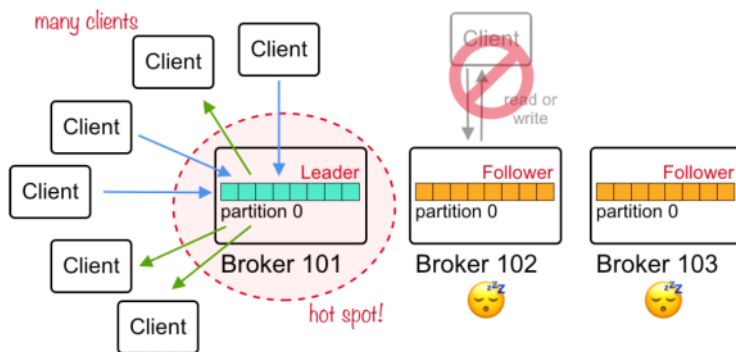 many clients
Client
Client
Client
Client
Client
Client
Client
read or
write
Leader
partition 0
Broker 101
hot spot!
Follower
partition 0
Broker 102
Follower
partition 0
Broker 103